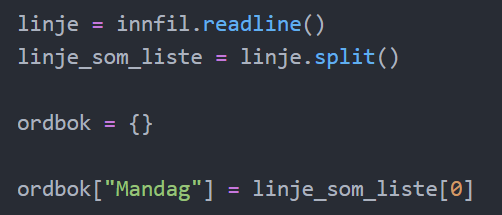 linje = innfil.readline()
linje_som_liste = linje.split()
ordbok = {}
ordbok["Mandag"] = linje_som_liste[0]